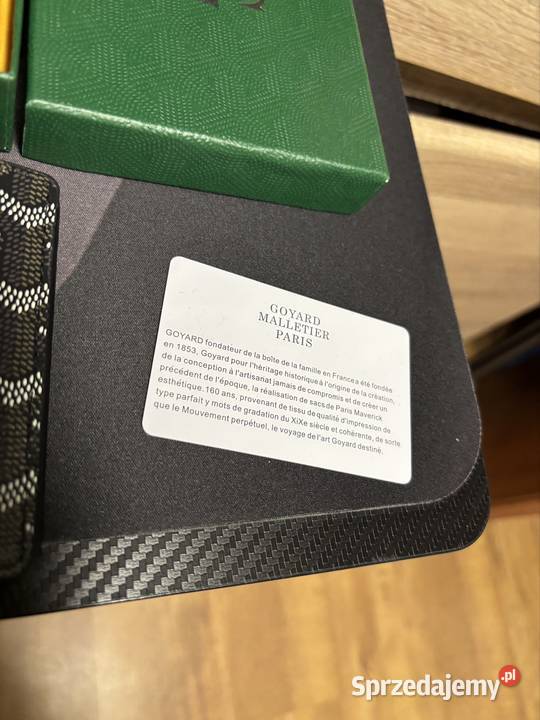 GOYARD
MALLETIER
PARIS
GOYARD fondateur de la boîte de la famille en Francea été fondés
en 1853, Goyard pour l'héritage historique à l'origine de la création,
de la conception à l'artisanat jamais de compromis et de créer un
précédent de l'époque, la réalisation de sacsde Paris Maverick
esthétique. 160 ans, provenant de tissu de qualité d'impression de
type parfait y mots de gradation du XiXe siècle et cohérente, de sorte
que le Mouvement perpétuel, le voyage de l'art Goyard destiné.
Sprzedajemy.pl